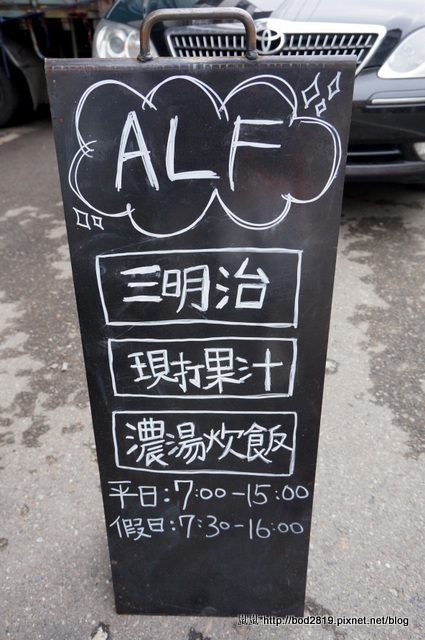 ALF
三明治
現打果汁
濃湯炊飯
平日:7:00-15:00
假日:7:30-16:00
"http://bod2819.pixnet.net/blog